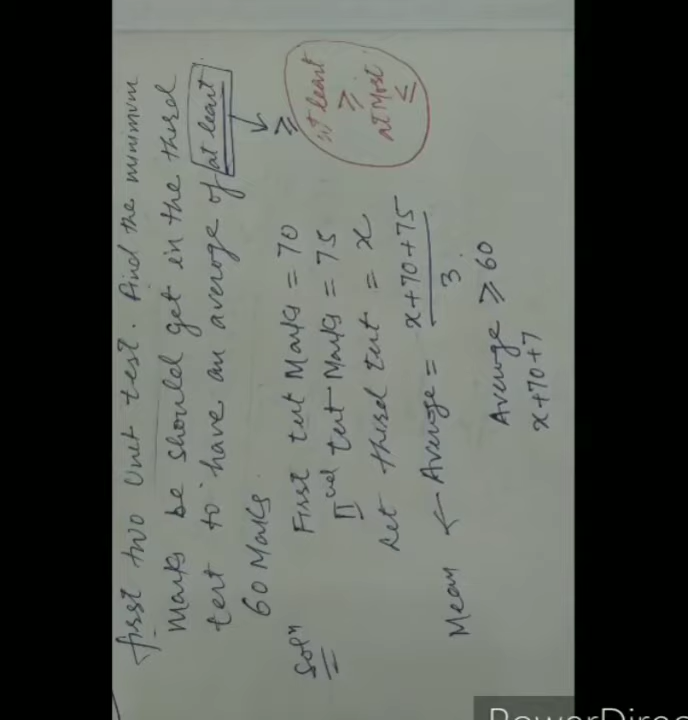 first two Unit test. Find the minimum
Marks be should get in the third
test to have an average of at least
60 Marks.
≥
at least
≥
at Most
≤
Solⁿ First test Marks = 70
IInd test Marks = 75
Let third test = x
Mean ← Average = x+70+75
3
Average ≥ 60
x+70+7
PowerDirec